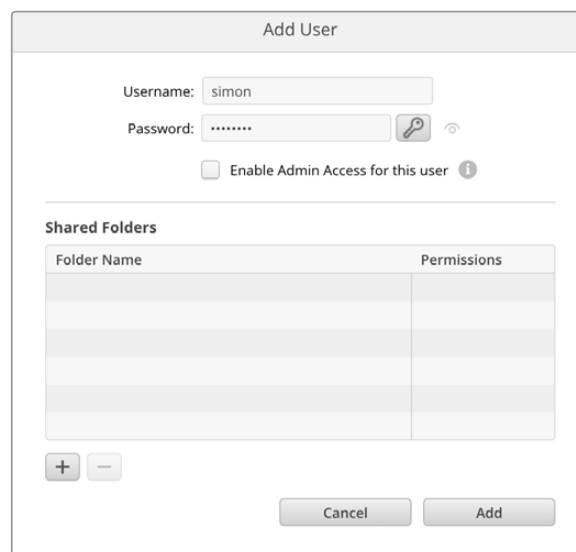 Add User
Username: simon
Password: ••••••••
Enable Admin Access for this user
Shared Folders
Folder Name Permissions
Cancel Add